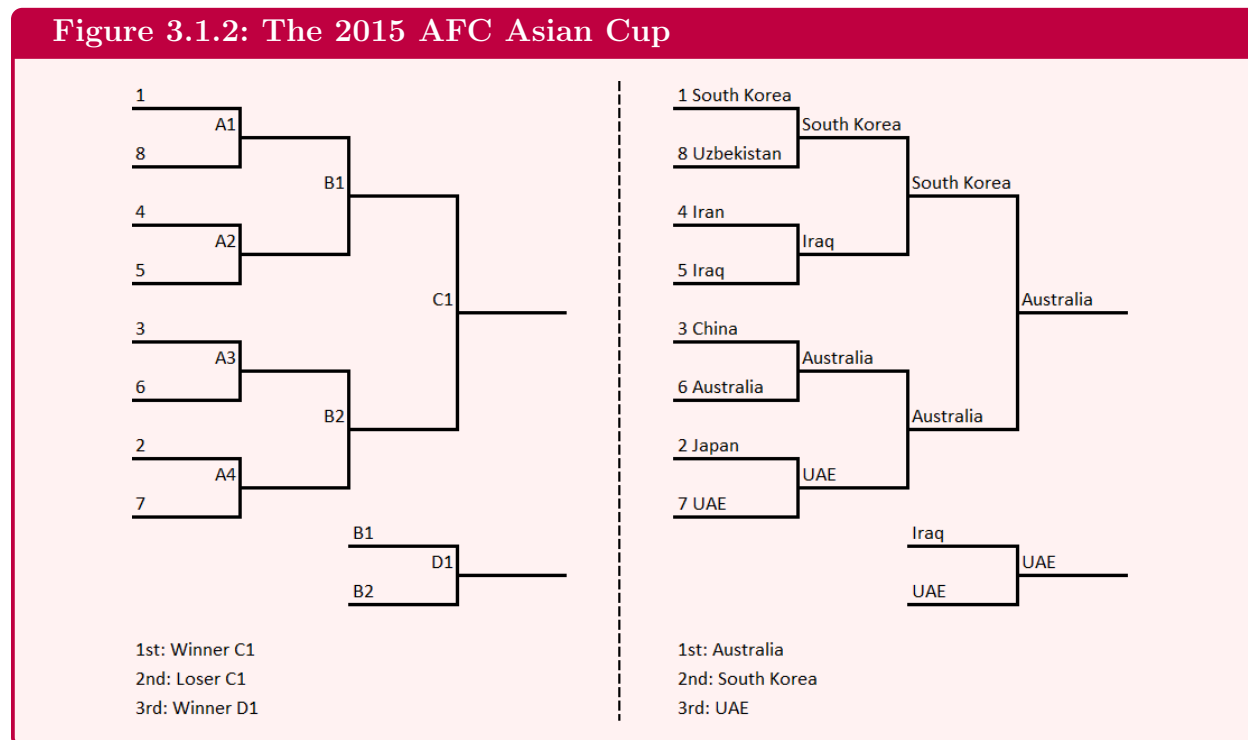 Figure 3.1.2: The 2015 AFC Asian Cup
1
A1
8
B1
4
A2
5
C1
3
A3
6
B2
2
A4
7
B1
D1
B2
1st: Winner C1
2nd: Loser C1
3rd: Winner D1
1 South Korea
South Korea
8 Uzbekistan
South Korea
4 Iran
Iraq
5 Iraq
Australia
3 China
Australia
6 Australia
Australia
2 Japan
UAE
7 UAE
Iraq
UAE
UAE
1st: Australia
2nd: South Korea
3rd: UAE